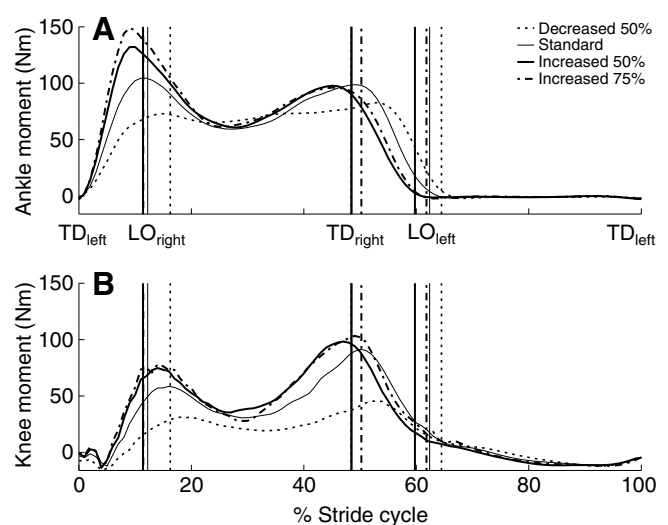 A
Ankle moment (Nm)
150
100
50
0
Decreased 50%
Standard
Increased 50%
Increased 75%
TDleft
LOright
TDright
LOleft
TDleft
B
Knee moment (Nm)
150
100
50
0
0
20
40
60
80
100
% Stride cycle